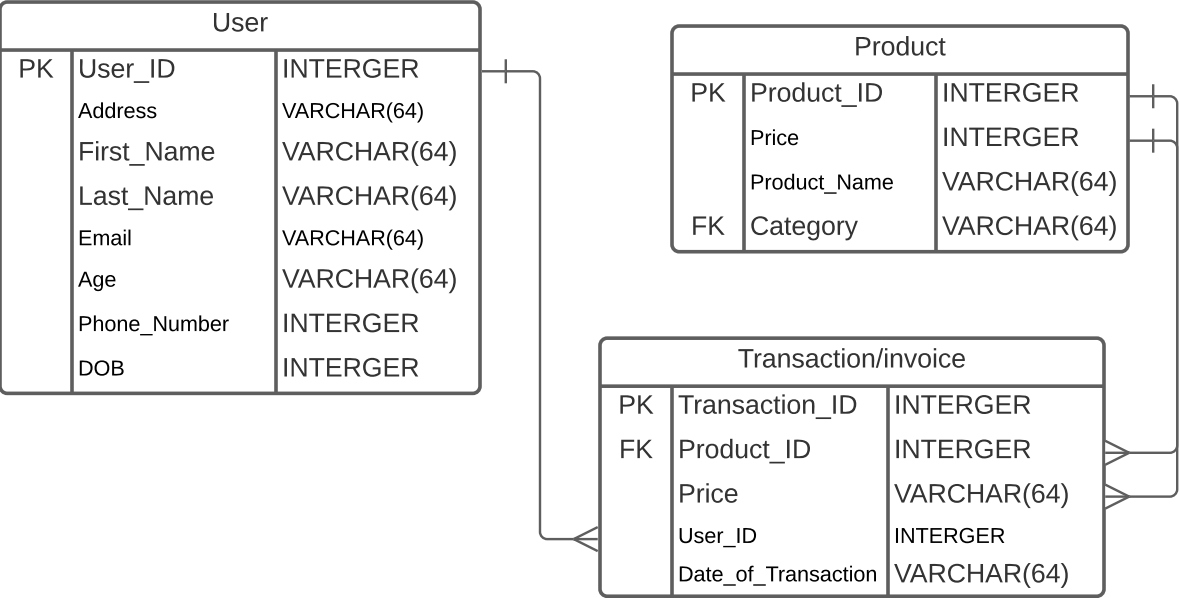 User
PK User_ID INTERGER
Address VARCHAR(64)
First_Name VARCHAR(64)
Last_Name VARCHAR(64)
Email VARCHAR(64)
Age VARCHAR(64)
Phone_Number INTERGER
DOB INTERGER
Product
PK Product_ID INTERGER
Price INTERGER
Product_Name VARCHAR(64)
FK Category VARCHAR(64)
Transaction/invoice
PK Transaction_ID INTERGER
FK Product_ID INTERGER
Price VARCHAR(64)
User_ID INTERGER
Date_of_Transaction VARCHAR(64)